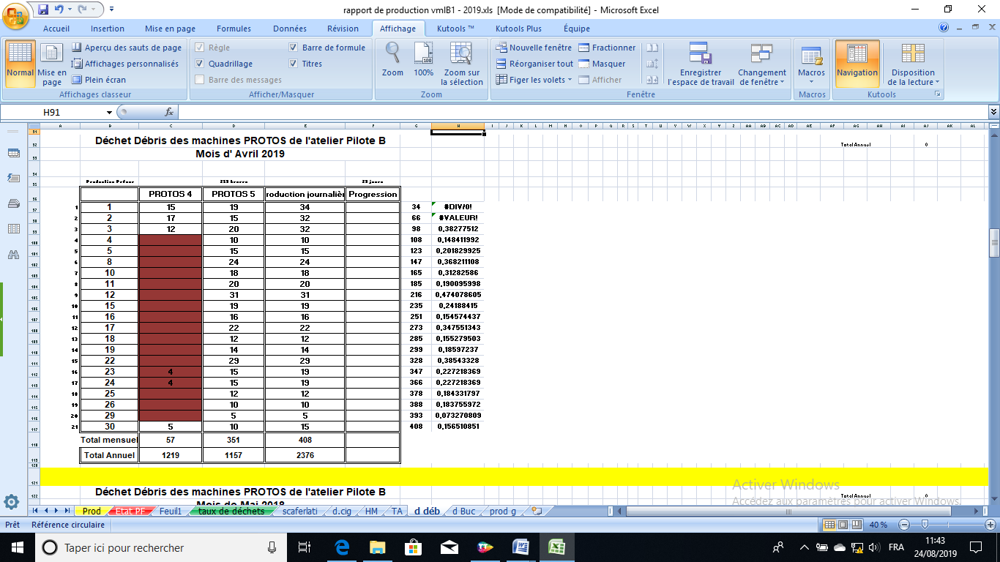 rapport de production vmlB1 - 2019.xls [Mode de compatibilité] - Microsoft Excel
Accueil Insertion Mise en page Formules Données Révision Affichage Kutools ™ Kutools Plus Équipe
Normal
Mise en page
Aperçu des sauts de page
Affichages personnalisés
Plein écran
Affichages classeur
Règle
Quadrillage
Barre des messages
Barre de formule
Titres
Afficher/Masquer
Zoom
100%
Zoom sur la sélection
Zoom
Nouvelle fenêtre
Réorganiser tout
Figer les volets
Fractionner
Masquer
Afficher
Enregistrer l'espace de travail
Changement de fenêtre
Fenêtre
Macros
Macros
Navigation
Disposition de la lecture
Kutools
H91 fx
A B C D E F G H I J K L M N O P Q R S T U V W X Y Z AA AB AC AD AE AF AG AH AI AJ AK AL
Déchet Débris des machines PROTOS de l'atelier Pilote B
Total Annuel 0
Mois d' Avril 2019
PROTOS 4 PROTOS 5 roduction journaliè Progression
1 1 15 19 34 34 #DIV/0!
2 2 17 15 32 66 #VALEUR!
3 3 12 20 32 98 0,38277512
4 4 10 10 108 0,148411992
5 5 15 15 123 0,201829925
6 8 24 24 147 0,368211108
7 10 18 18 165 0,31282586
8 11 20 20 185 0,190095998
9 12 31 31 216 0,474078605
10 15 19 19 235 0,24188415
11 16 16 16 251 0,154574437
12 17 22 22 273 0,347551343
13 18 12 12 285 0,155279503
14 19 14 14 299 0,18597237
15 22 29 29 328 0,38543328
16 23 4 15 19 347 0,227218369
17 24 4 15 19 366 0,227218369
18 25 12 12 378 0,184331797
19 26 10 10 388 0,183755972
20 29 5 5 393 0,073270809
21 30 5 10 15 408 0,156510851
Total mensuel 57 351 408
Total Annuel 1219 1157 2376
Déchet Débris des machines PROTOS de l'atelier Pilote B
Total Annuel 0
Mois de Mai 2018
Activer Windows
Accédez aux paramètres pour activer Windows.
Prod Etat PF Feuil1 taux de déchets scaferlati d.cig HM TA d déb d Buc prod g
Prêt Référence circulaire 40 %
Taper ici pour rechercher
FRA
11:43
24/08/2019